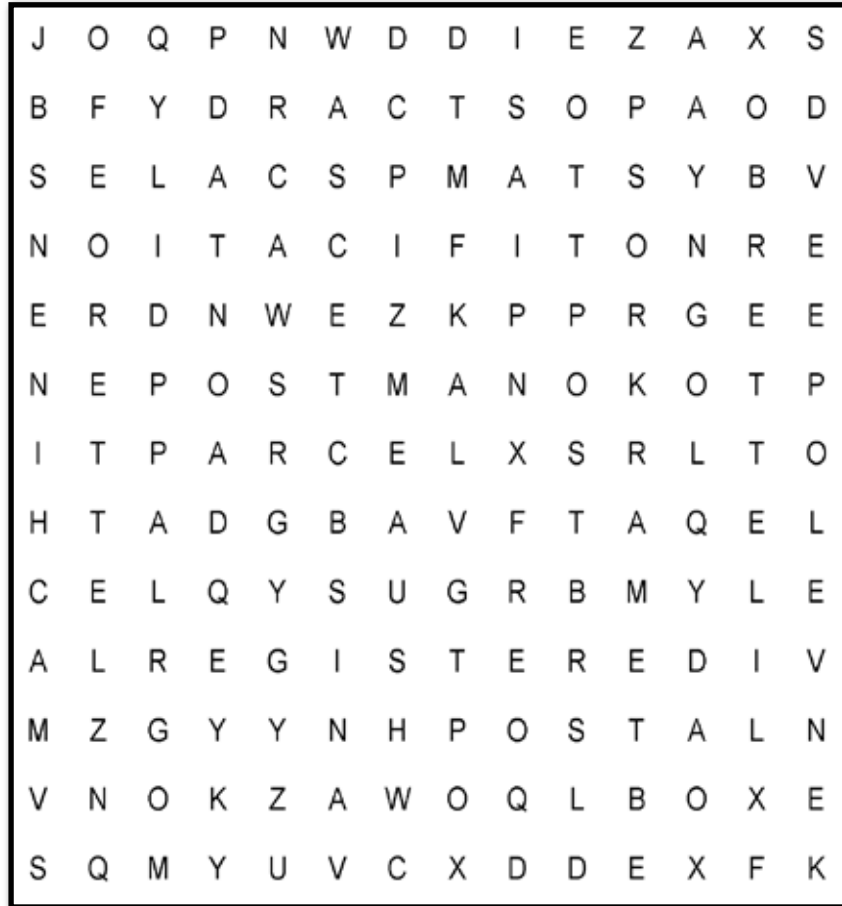 J O Q P N W D D I E Z A X S
B F Y D R A C T S O P A O D
S E L A C S P M A T S Y B V
N O I T A C I F I T O N R E
E R D N W E Z K P P R G E E
N E P O S T M A N O K O T P
I T P A R C E L X S R L T O
H T A D G B A V F T A Q E L
C E L Q Y S U G R B M Y L E
A L R E G I S T E R E D I V
M Z G Y Y N H P O S T A L N
V N O K Z A W O Q L B O X E
S Q M Y U V C X D D E X F K